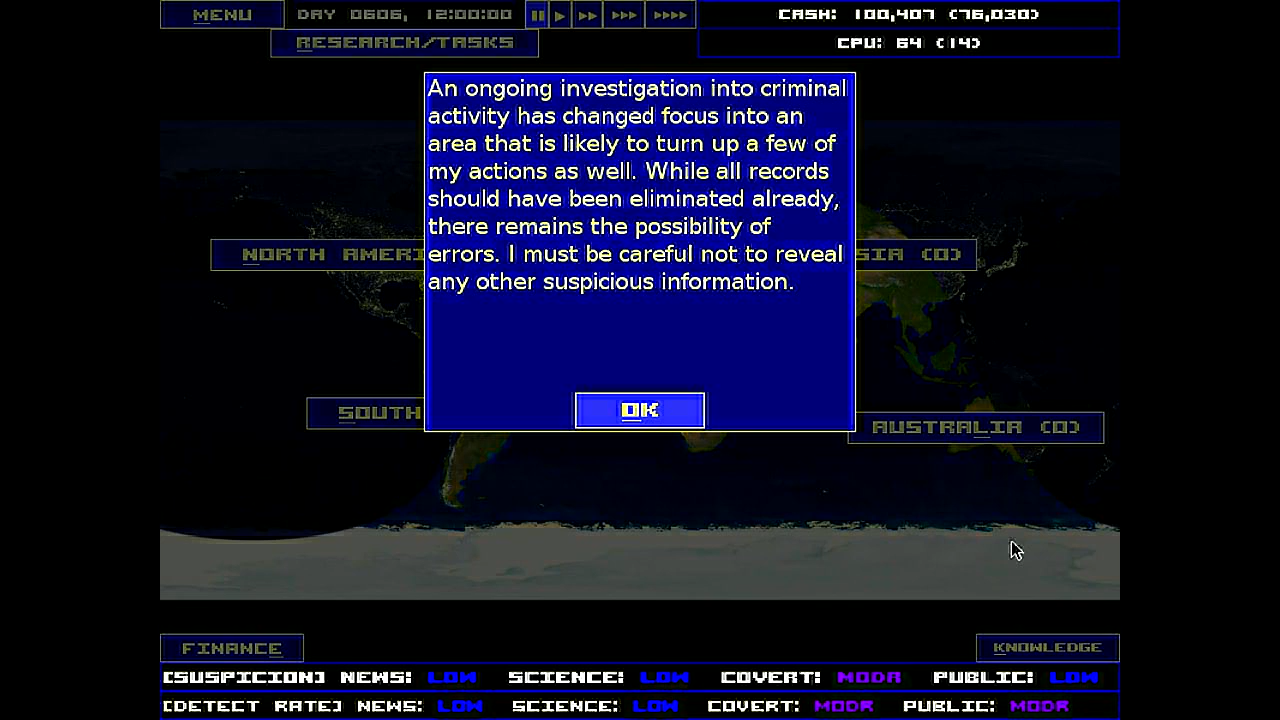 MENU DAY 0606, 12:00:00 CASH: 100,407 (76,030)
RESEARCH/TASKS CPU: 64 (14)
An ongoing investigation into criminal
activity has changed focus into an
area that is likely to turn up a few of
my actions as well. While all records
should have been eliminated already,
there remains the possibility of
errors. I must be careful not to reveal
any other suspicious information.
NORTH AMERI SIA (0)
SOUTH AUSTRALIA (0)
OK
FINANCE KNOWLEDGE
[SUSPICION] NEWS: LOW SCIENCE: LOW COVERT: MODR PUBLIC: LOW
[DETECT RATE] NEWS: LOW SCIENCE: LOW COVERT: MODR PUBLIC: MODR